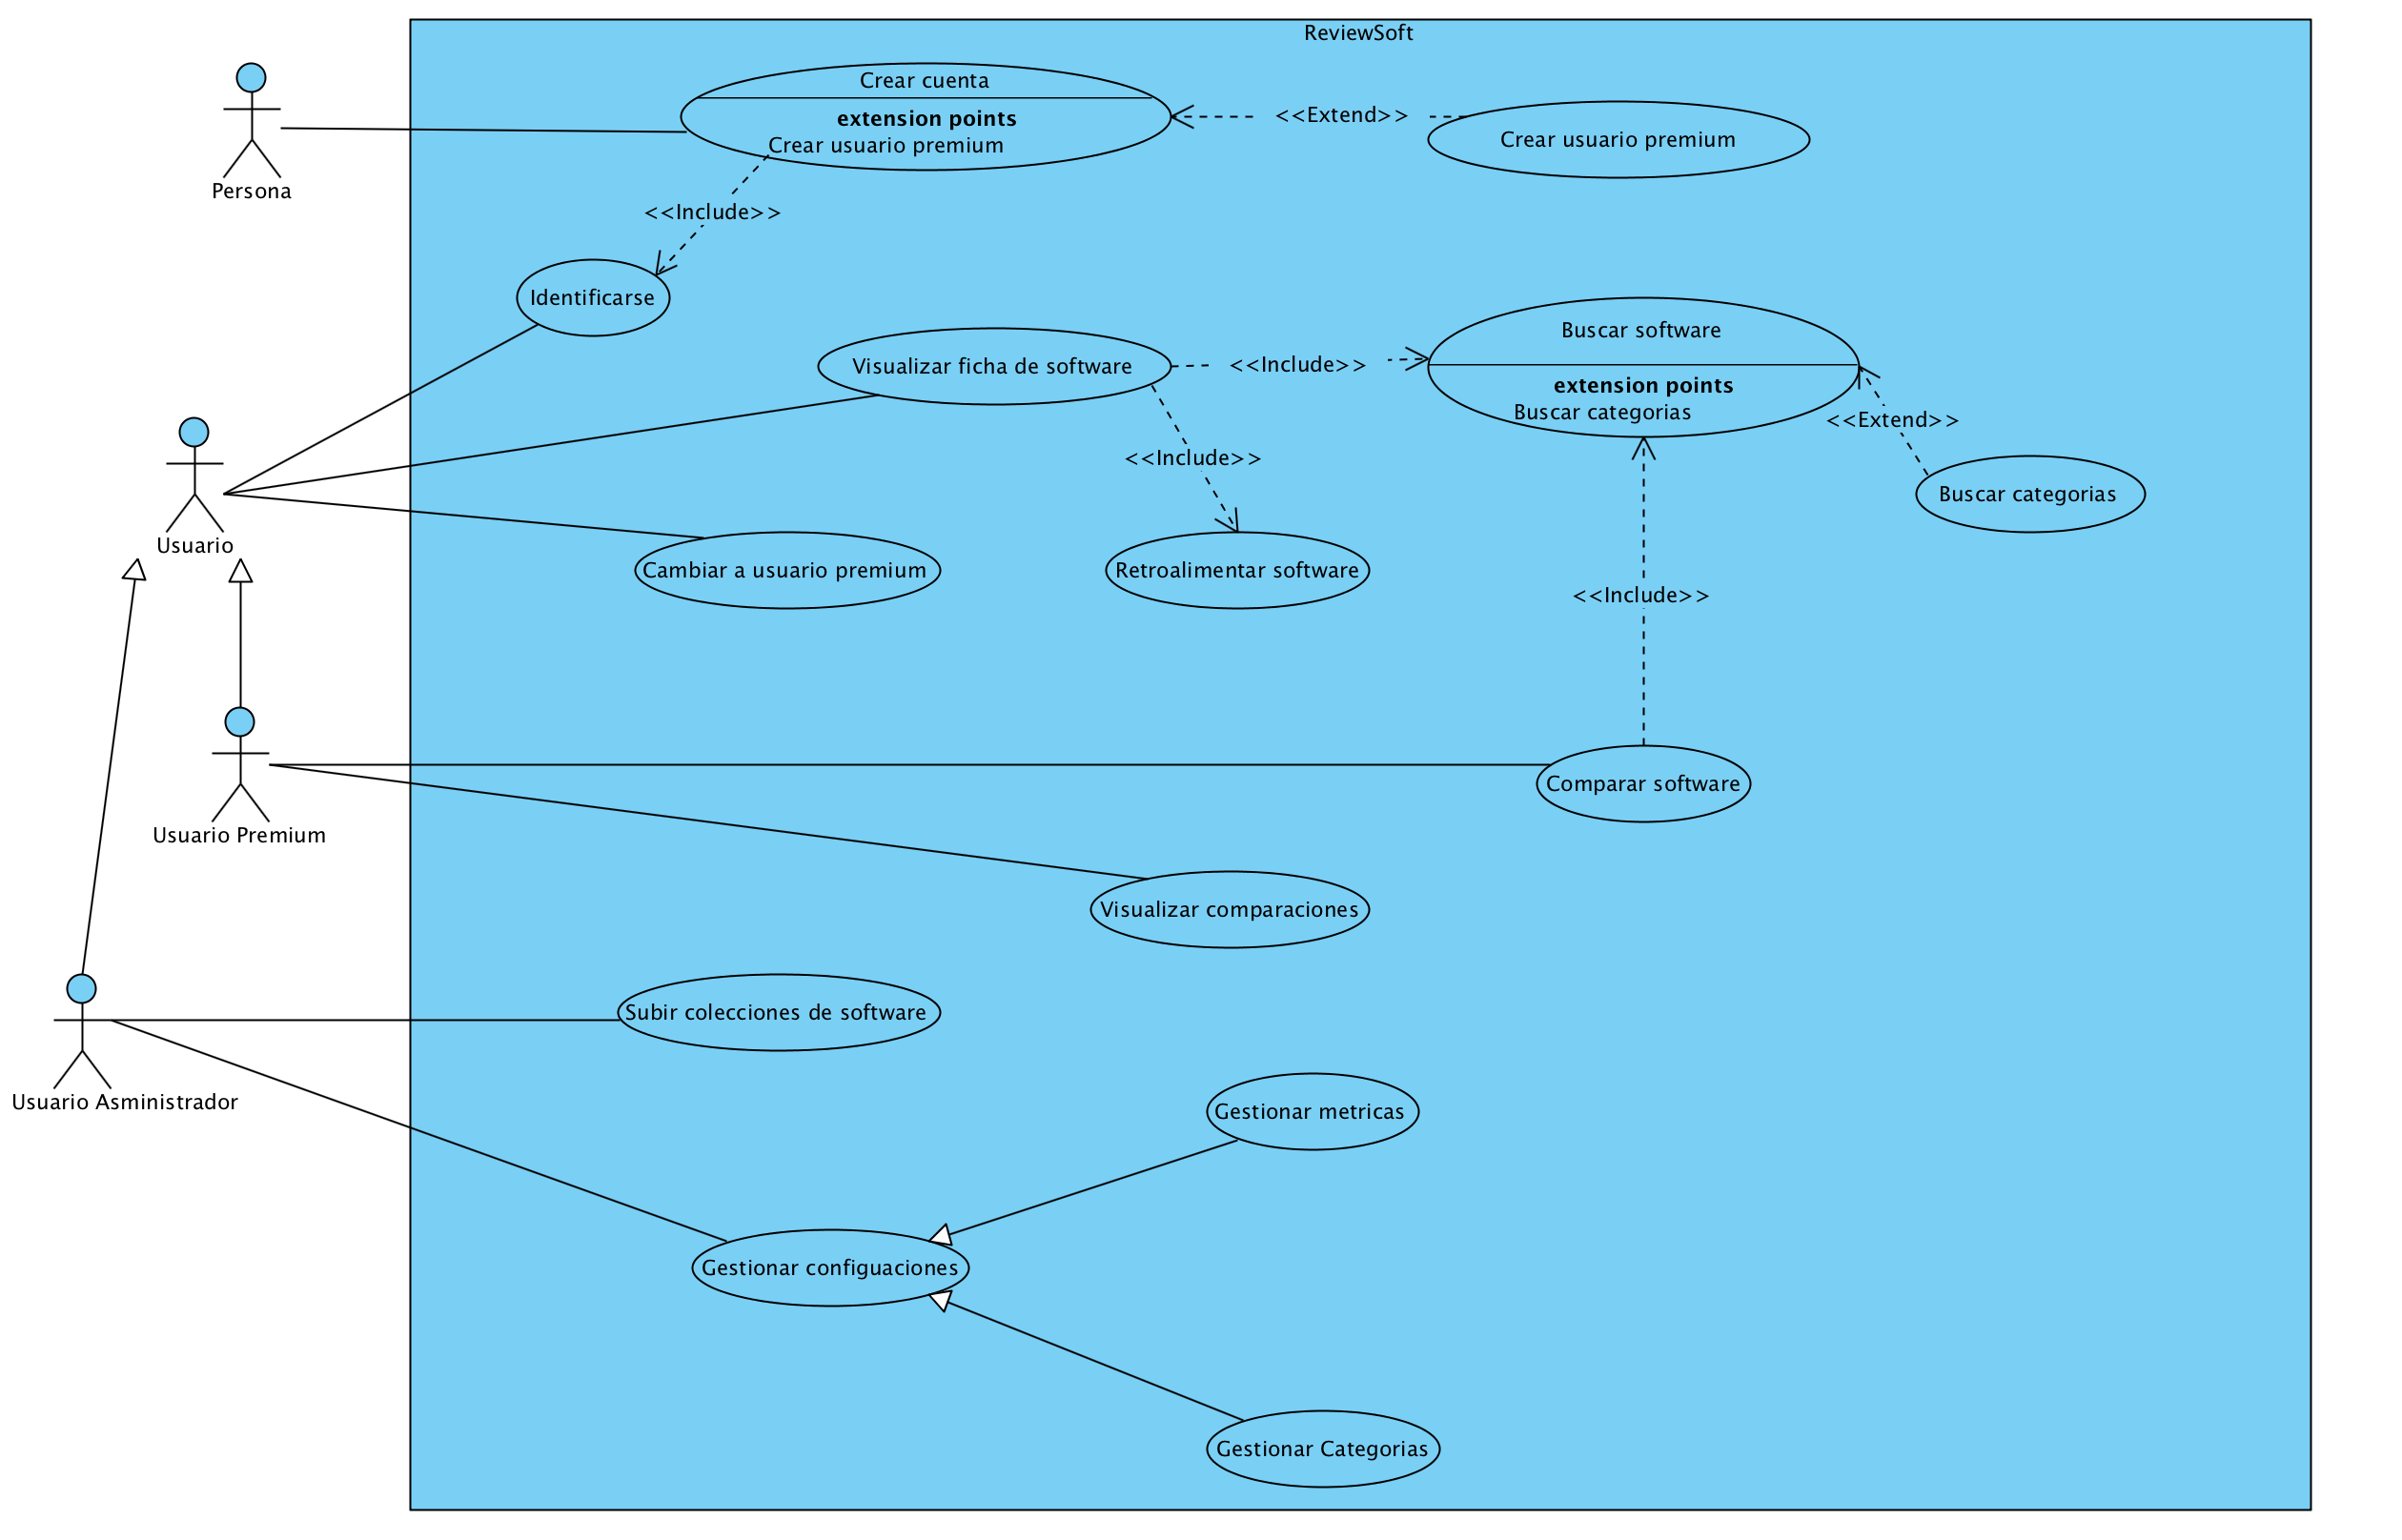 ReviewSoft
Crear cuenta
extension points
Crear usuario premium
<<Extend>>
Crear usuario premium
Persona
<<Include>>
Identificarse
Visualizar ficha de software
<<Include>>
Buscar software
extension points
Buscar categorias
<<Extend>>
<<Include>>
Buscar categorias
Usuario
Cambiar a usuario premium
Retroalimentar software
<<Include>>
Comparar software
Usuario Premium
Visualizar comparaciones
Subir colecciones de software
Usuario Asministrador
Gestionar metricas
Gestionar configuaciones
Gestionar Categorias